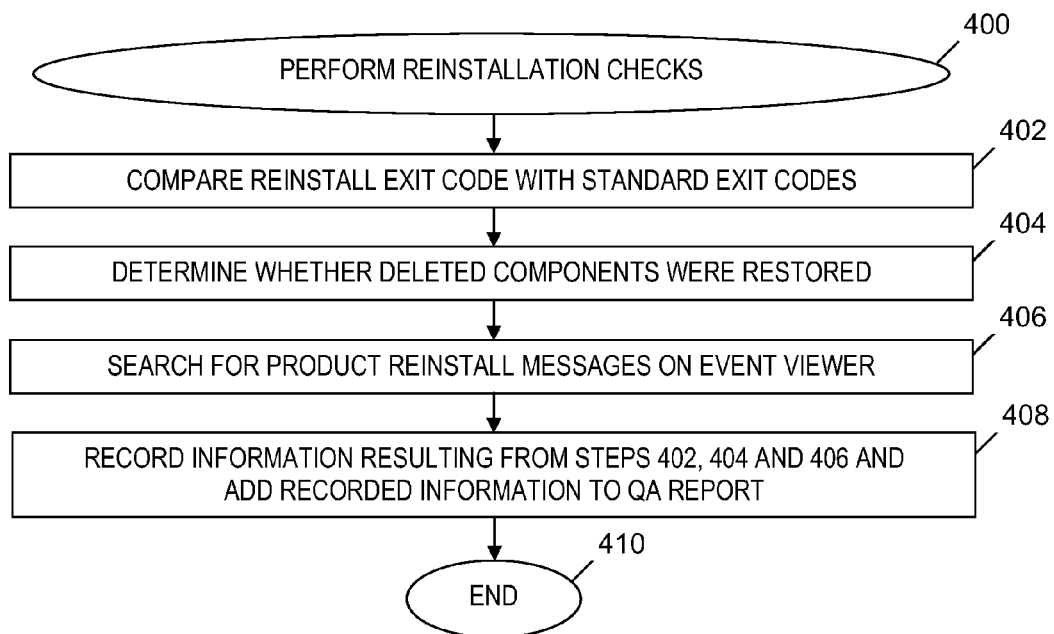 400
PERFORM REINSTALLATION CHECKS
402
COMPARE REINSTALL EXIT CODE WITH STANDARD EXIT CODES
404
DETERMINE WHETHER DELETED COMPONENTS WERE RESTORED
406
SEARCH FOR PRODUCT REINSTALL MESSAGES ON EVENT VIEWER
408
RECORD INFORMATION RESULTING FROM STEPS 402, 404 AND 406 AND
ADD RECORDED INFORMATION TO QA REPORT
410
END